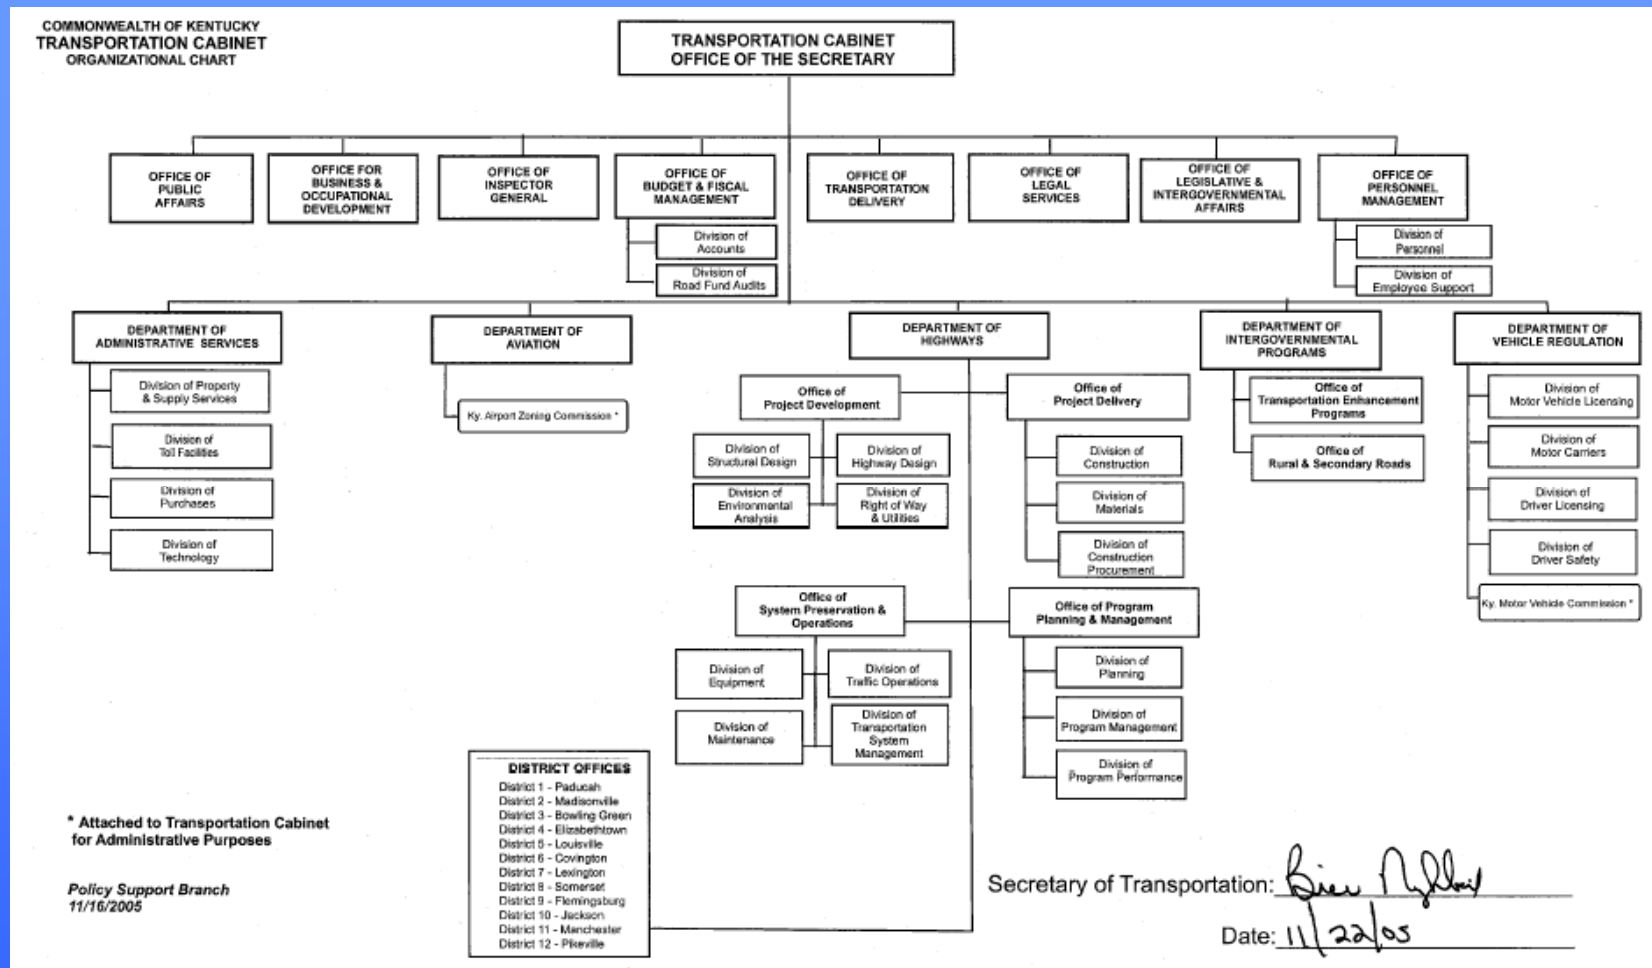 COMMONWEALTH OF KENTUCKY
TRANSPORTATION CABINET
ORGANIZATIONAL CHART
TRANSPORTATION CABINET
OFFICE OF THE SECRETARY
OFFICE OF
PUBLIC
AFFAIRS
OFFICE FOR
BUSINESS &
OCCUPATIONAL
DEVELOPMENT
OFFICE OF
INSPECTOR
GENERAL
OFFICE OF
BUDGET & FISCAL
MANAGEMENT
OFFICE OF
TRANSPORTATION
DELIVERY
OFFICE OF
LEGAL
SERVICES
OFFICE OF
LEGISLATIVE &
INTERGOVERNMENTAL
AFFAIRS
OFFICE OF
PERSONNEL
MANAGEMENT
Division of
Accounts
Division of
Road Fund Audits
Division of
Personnel
Division of
Employee Support
DEPARTMENT OF
ADMINISTRATIVE SERVICES
DEPARTMENT OF
AVIATION
DEPARTMENT OF
HIGHWAYS
DEPARTMENT OF
INTERGOVERNMENTAL
PROGRAMS
DEPARTMENT OF
VEHICLE REGULATION
Division of Property
& Supply Services
Division of
Toll Facilities
Division of
Purchases
Division of
Technology
Ky. Airport Zoning Commission *
Office of
Project Development
Office of
Project Delivery
Division of
Structural Design
Division of
Highway Design
Division of
Environmental
Analysis
Division of
Right of Way
& Utilities
Division of
Construction
Division of
Materials
Division of
Construction
Procurement
Office of
Transportation Enhancement
Programs
Office of
Rural & Secondary Roads
Division of
Motor Vehicle Licensing
Division of
Motor Carriers
Division of
Driver Licensing
Division of
Driver Safety
Ky. Motor Vehicle Commission *
Office of
System Preservation &
Operations
Office of Program
Planning & Management
Division of
Equipment
Division of
Traffic Operations
Division of
Maintenance
Division of
Transportation
System
Management
Division of
Planning
Division of
Program Management
Division of
Program Performance
DISTRICT OFFICES
District 1 - Paducah
District 2 - Madisonville
District 3 - Bowling Green
District 4 - Elizabethtown
District 5 - Louisville
District 6 - Covington
District 7 - Lexington
District 8 - Somerset
District 9 - Flemingsburg
District 10 - Jackson
District 11 - Manchester
District 12 - Pikeville
* Attached to Transportation Cabinet
for Administrative Purposes
Policy Support Branch
11/16/2005
Secretary of Transportation:
Date: 11/22/05